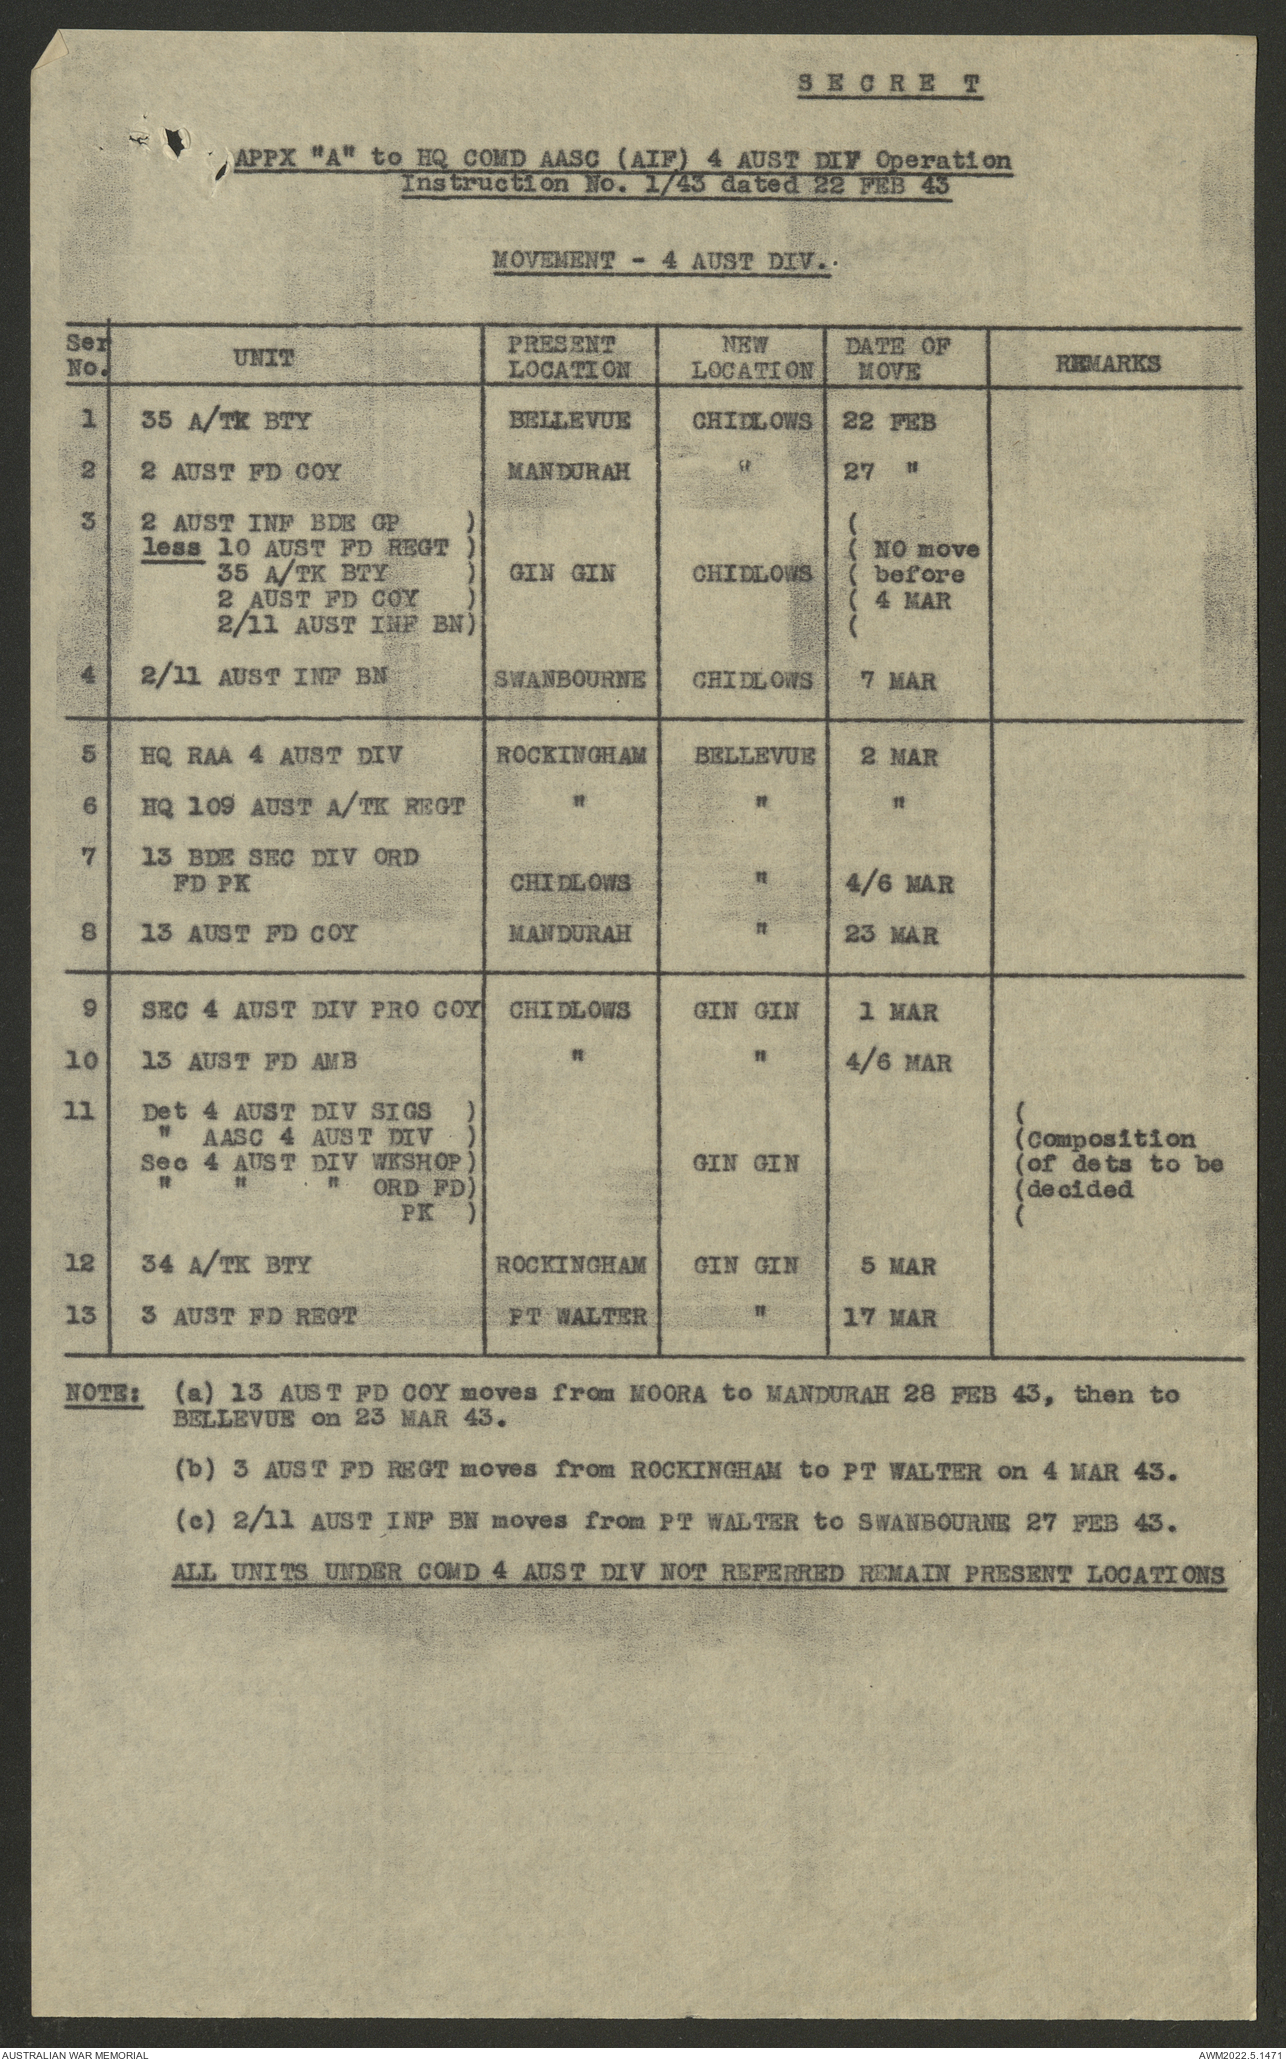 S E C R E T
APPX "A" to HQ COMD AASC (AIF) 4 AUST DIV Operation
Instruction No. 1/43 dated 22 FEB 43
MOVEMENT - 4 AUST DIV.
Ser No. UNIT PRESENT LOCATION NEW LOCATION DATE OF MOVE REMARKS
1 35 A/TK BTY BELLEVUE CHIDLOWS 22 FEB
2 2 AUST FD COY MANDURAH " 27 "
3 2 AUST INF BDE GP ) (
less 10 AUST FD REGT ) ( NO move
35 A/TK BTY ) GIN GIN CHIDLOWS ( before
2 AUST FD COY ) ( 4 MAR
2/11 AUST INF BN) (
4 2/11 AUST INF BN SWANBOURNE CHIDLOWS 7 MAR
5 HQ RAA 4 AUST DIV ROCKINGHAM BELLEVUE 2 MAR
6 HQ 109 AUST A/TK REGT " " "
7 13 BDE SEC DIV ORD
FD PK CHIDLOWS " 4/6 MAR
8 13 AUST FD COY MANDURAH " 23 MAR
9 SEC 4 AUST DIV PRO COY CHIDLOWS GIN GIN 1 MAR
10 13 AUST FD AMB " " 4/6 MAR
11 Det 4 AUST DIV SIGS ) (
" AASC 4 AUST DIV ) (Composition
Sec 4 AUST DIV WKSHOP) GIN GIN (of dets to be
" " " ORD FD) (decided
PK ) (
12 34 A/TK BTY ROCKINGHAM GIN GIN 5 MAR
13 3 AUST FD REGT PT WALTER " 17 MAR
NOTE: (a) 13 AUST FD COY moves from MOORA to MANDURAH 28 FEB 43, then to
BELLEVUE on 23 MAR 43.
(b) 3 AUST FD REGT moves from ROCKINGHAM to PT WALTER on 4 MAR 43.
(c) 2/11 AUST INF BN moves from PT WALTER to SWANBOURNE 27 FEB 43.
ALL UNITS UNDER COMD 4 AUST DIV NOT REFERRED REMAIN PRESENT LOCATIONS
AUSTRALIAN WAR MEMORIAL
AWM2022.5.1471